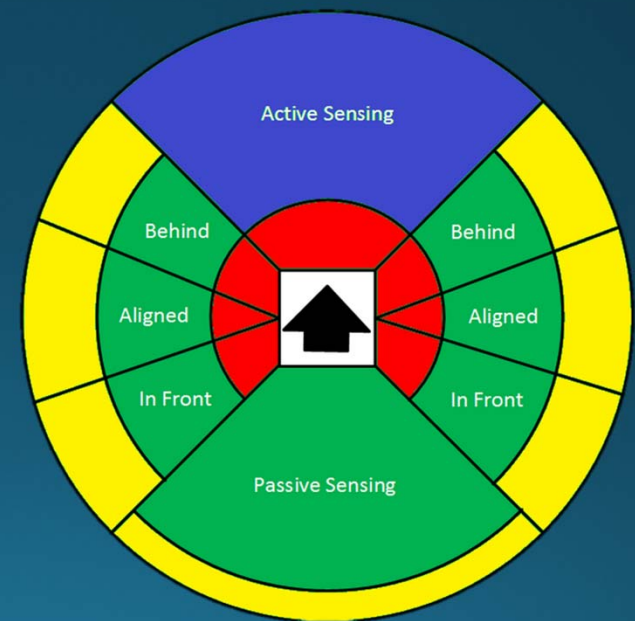 Active Sensing
Behind
Behind
Aligned
Aligned
In Front
In Front
Passive Sensing